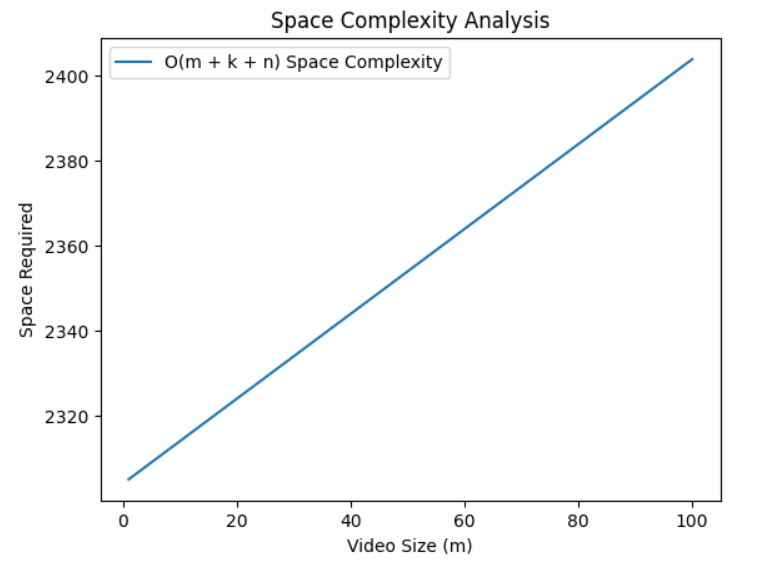 Space Complexity Analysis
O(m + k + n) Space Complexity
2400
2380
2360
2340
2320
Space Required
0 20 40 60 80 100
Video Size (m)